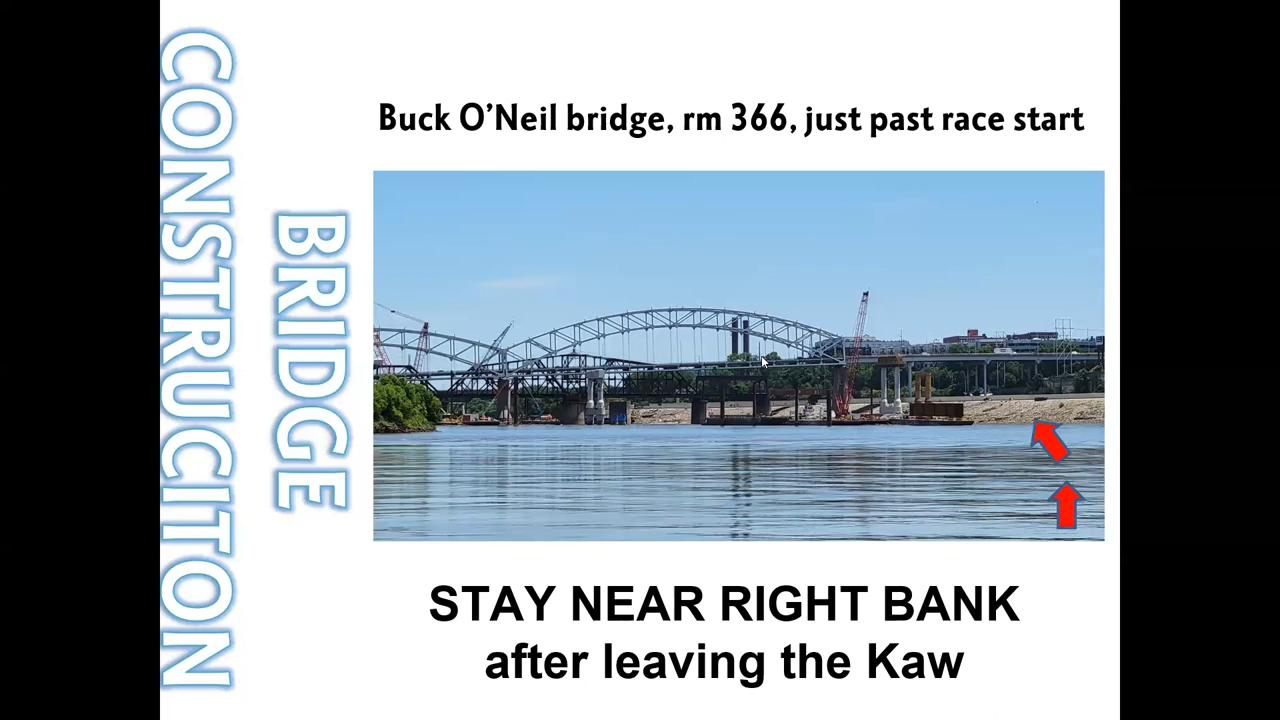 CONSTRUCITON
BRIDGE
Buck O'Neil bridge, rm 366, just past race start
STAY NEAR RIGHT BANK
after leaving the Kaw